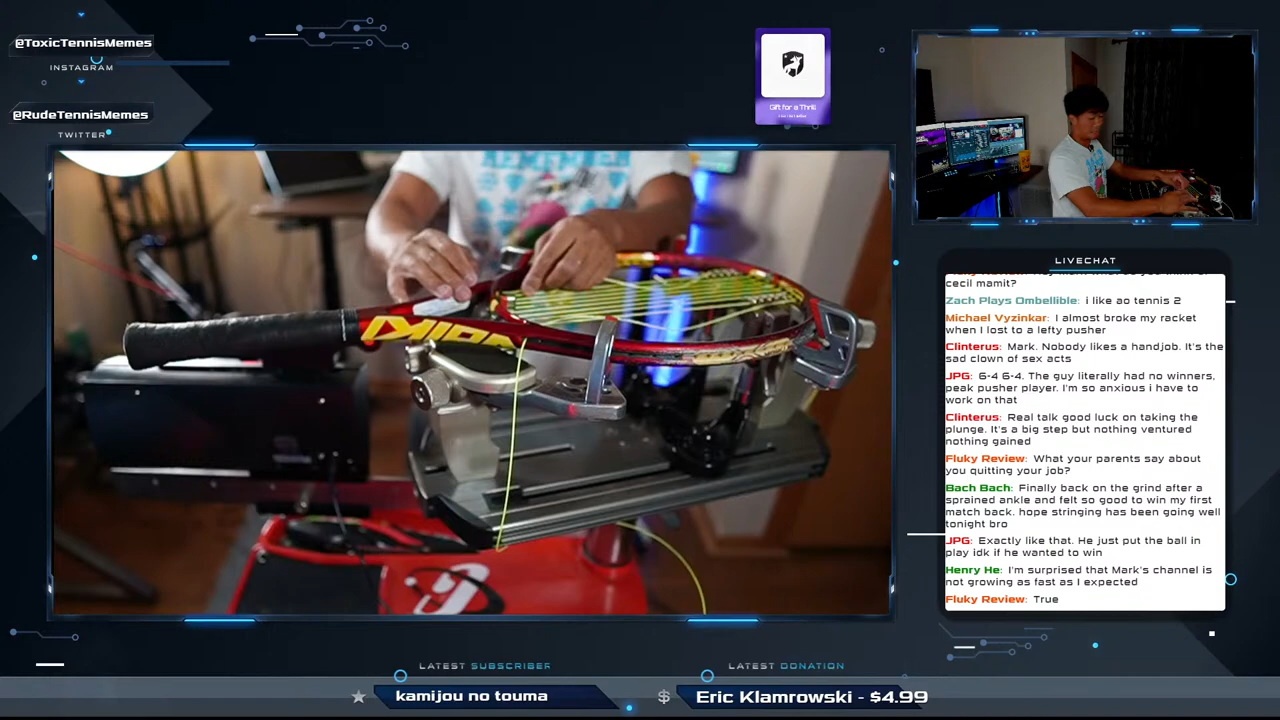 @ToxicTennisMemes
INSTAGRAM
@RudeTennisMemes
TWITTER
Gift for a Thrill
YONEX
LIVECHAT
cecil mamit?
Zach Plays Ombellible: i like ao tennis 2
Michael Vyzinkar: I almost broke my racket
when I lost to a lefty pusher
Clinterus: Mark. Nobody likes a handjob. It's the
sad clown of sex acts
JPG: 6-4 6-4. The guy literally had no winners,
peak pusher player. I'm so anxious i have to
work on that
Clinterus: Real talk good luck on taking the
plunge. It's a big step but nothing ventured
nothing gained
Fluky Review: What your parents say about
you quitting your job?
Bach Bach: Finally back on the grind after a
sprained ankle and felt so good to win my first
match back. hope stringing has been going well
tonight bro
JPG: Exactly like that. He just put the ball in
play idk if he wanted to win
Henry He: I'm surprised that Mark's channel is
not growing as fast as I expected
Fluky Review: True
LATEST SUBSCRIBER
kamijou no touma
LATEST DONATION
$ Eric Klamrowski - $4.99